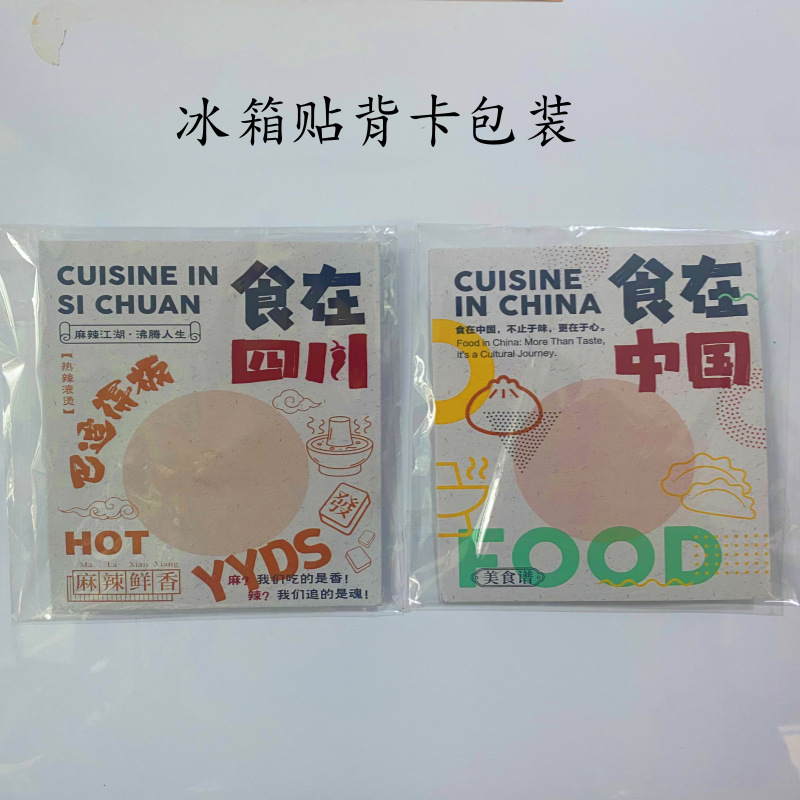 冰箱贴背卡包装
CUISINE IN
SI CHUAN
食在
四川
麻辣江湖·沸腾人生
【热辣滚烫】
巴适得板
發
HOT
YYDS
Ma La Xian Xiang
麻辣鲜香
麻？我们吃的是香！
辣？我们追的是魂！
CUISINE
IN CHINA
食在
中国
食在中国，不止于味，更在于心。
Food in China: More Than Taste,
It's a Cultural Journey.
FOOD
美食谱